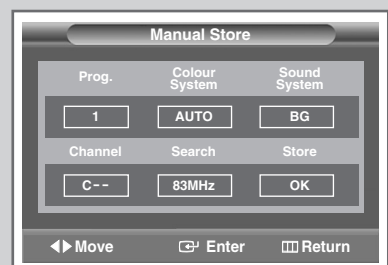 Manual Store
Prog. Colour System Sound System
1 AUTO BG
Channel Search Store
C-- 83MHz OK
Move Enter Return